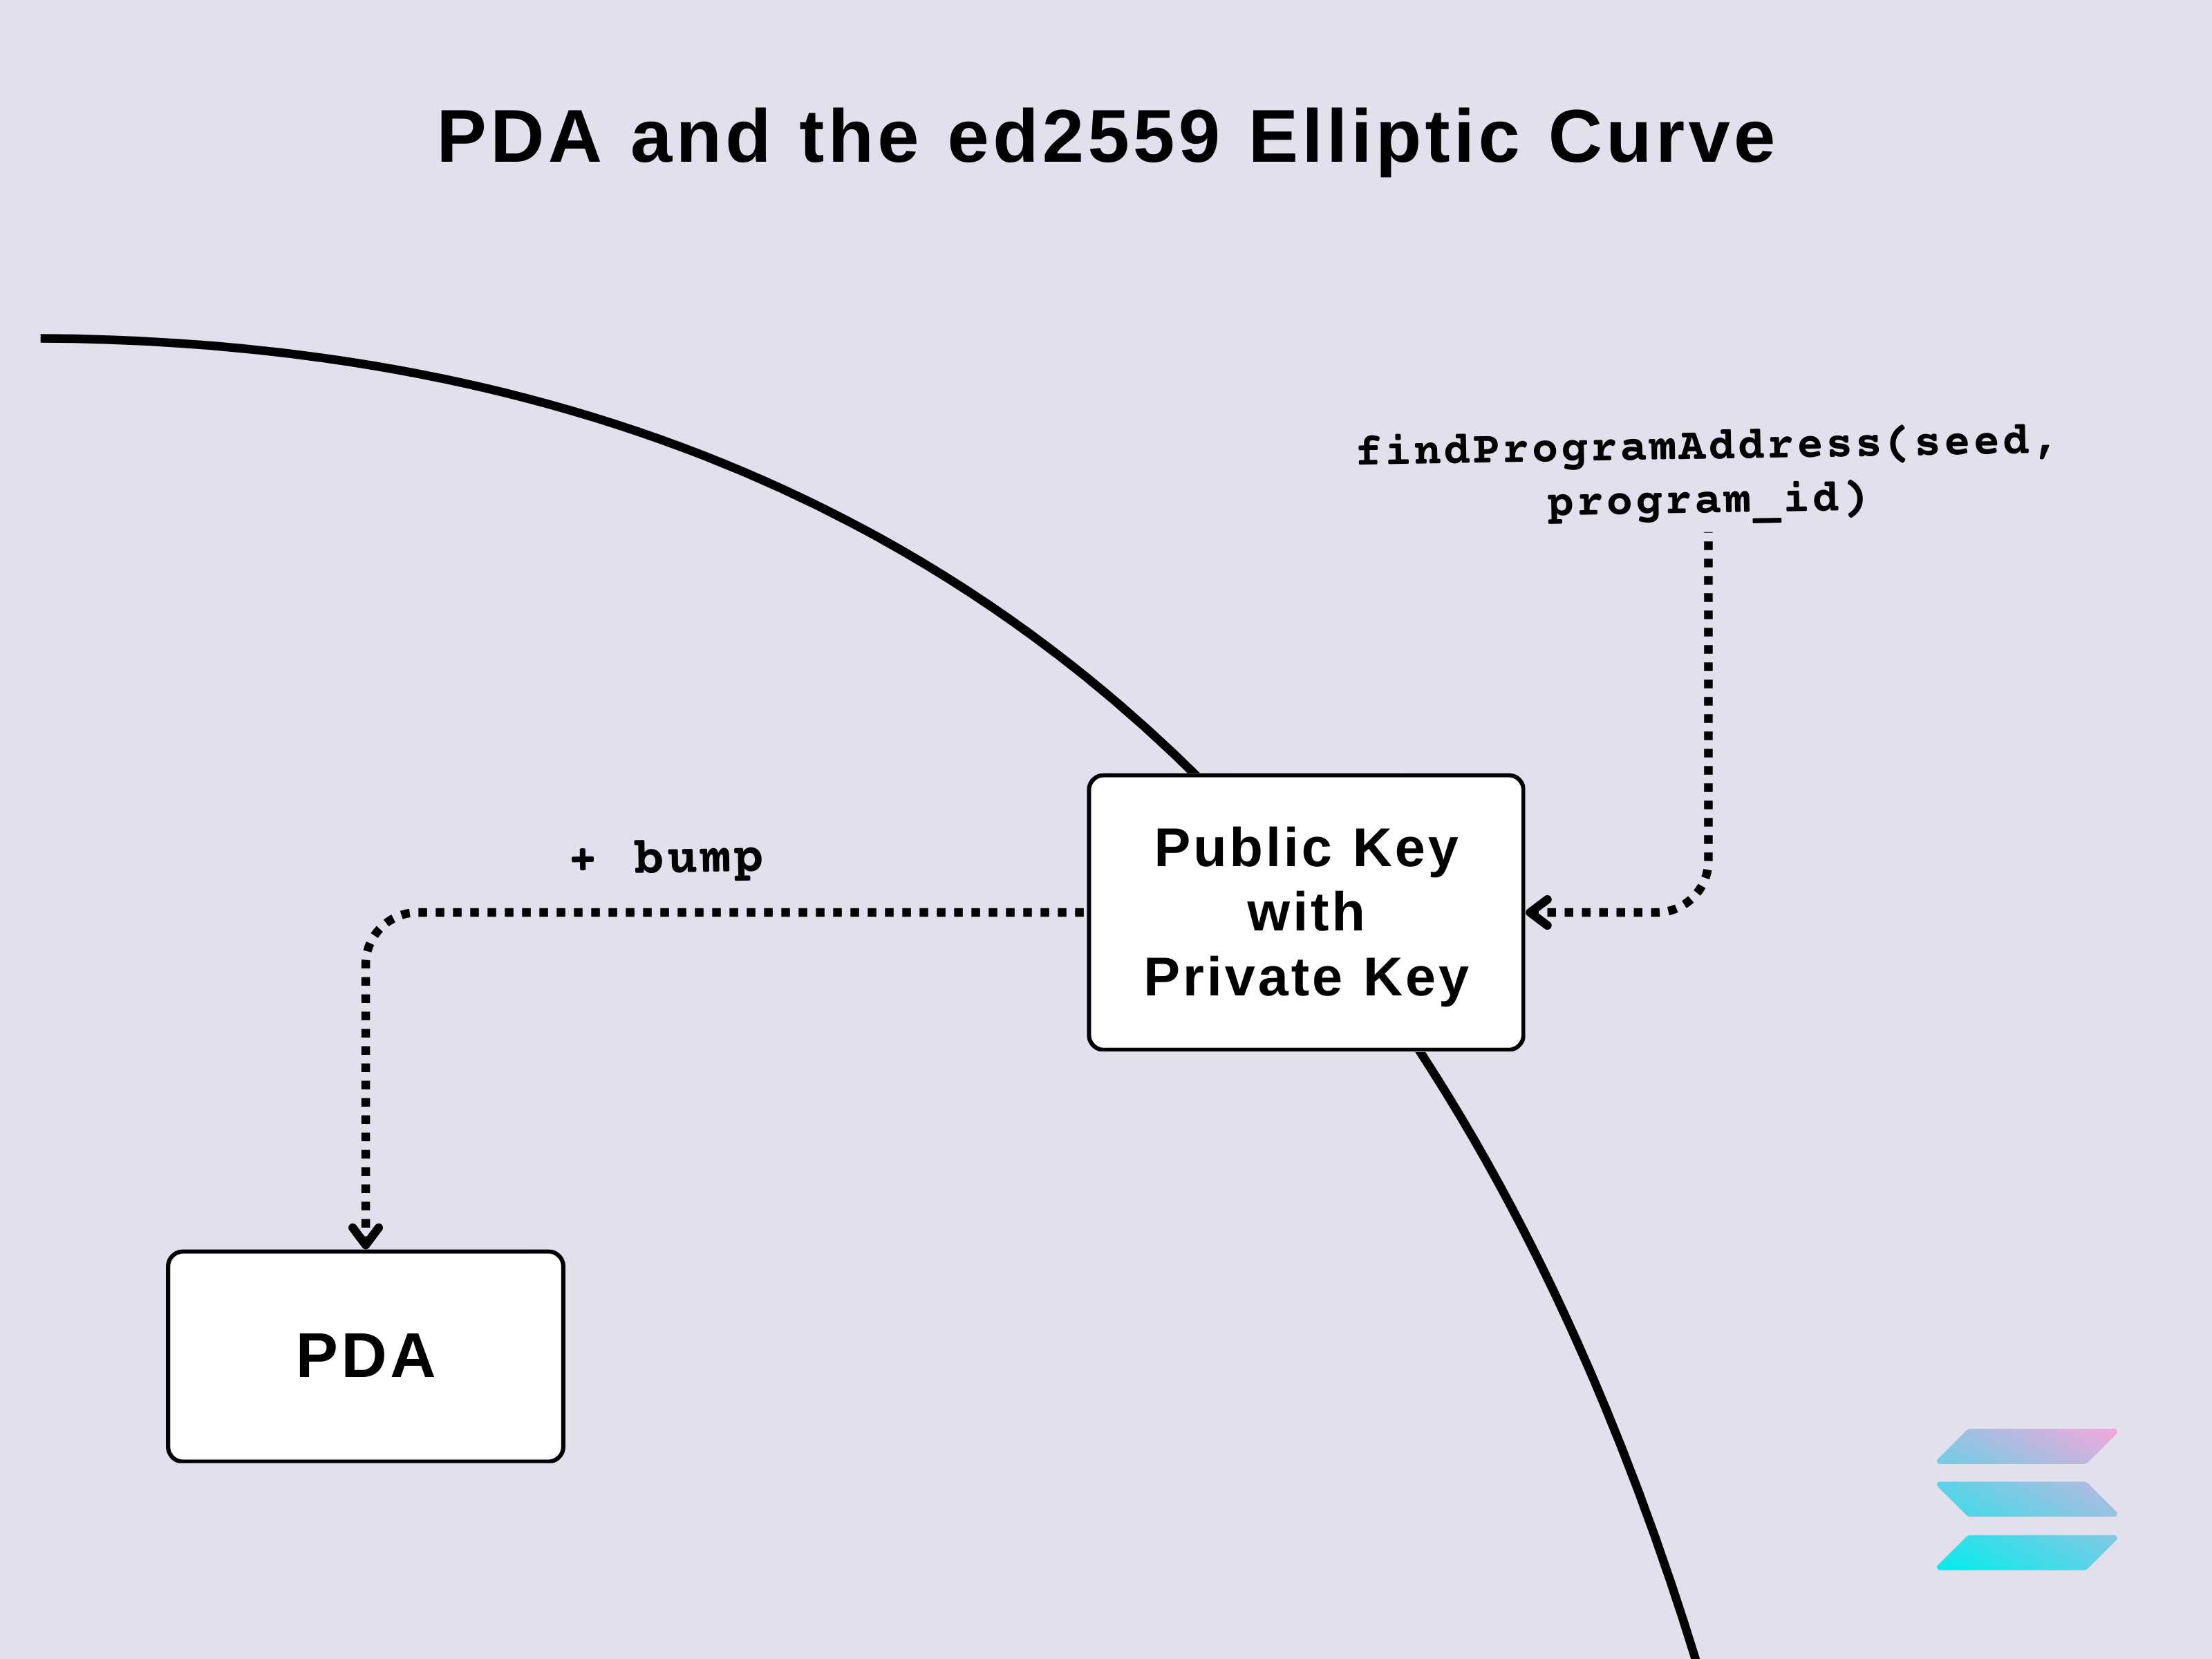 PDA and the ed2559 Elliptic Curve
findProgramAddress(seed,
program_id)
+ bump
Public Key
with
Private Key
PDA